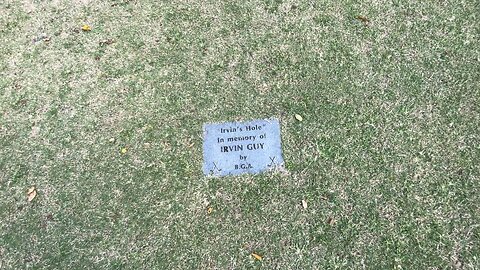 "Irvin's Hole"
In memory of
IRVIN GUY
by
B.G.A.